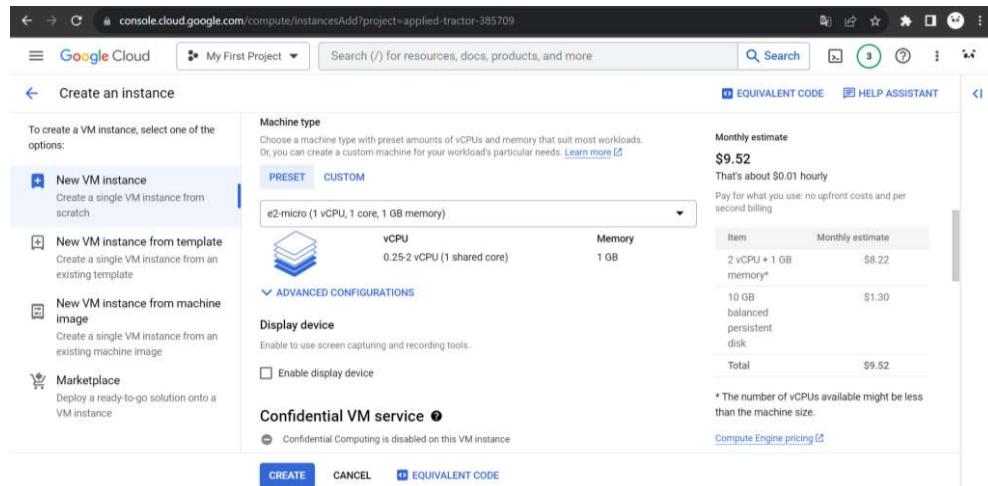 console.cloud.google.com/compute/instancesAdd?project=applied-tractor-385709
Google Cloud
My First Project
Search (/) for resources, docs, products, and more
Search
3
Create an instance
EQUIVALENT CODE
HELP ASSISTANT
To create a VM instance, select one of the
options:
New VM instance
Create a single VM instance from
scratch
New VM instance from template
Create a single VM instance from an
existing template
New VM instance from machine
image
Create a single VM instance from an
existing machine image
Marketplace
Deploy a ready-to-go solution onto a
VM instance
Machine type
Choose a machine type with preset amounts of vCPUs and memory that suit most workloads.
Or, you can create a custom machine for your workload's particular needs. Learn more
PRESET CUSTOM
e2-micro (1 vCPU, 1 core, 1 GB memory)
vCPU Memory
0.25-2 vCPU (1 shared core) 1 GB
ADVANCED CONFIGURATIONS
Display device
Enable to use screen capturing and recording tools.
Enable display device
Confidential VM service
Confidential Computing is disabled on this VM instance
CREATE CANCEL EQUIVALENT CODE
Monthly estimate
$9.52
That's about $0.01 hourly
Pay for what you use: no upfront costs and per
second billing
Item Monthly estimate
2 vCPU + 1 GB $8.22
memory*
10 GB $1.30
balanced
persistent
disk
Total $9.52
* The number of vCPUs available might be less
than the machine size.
Compute Engine pricing